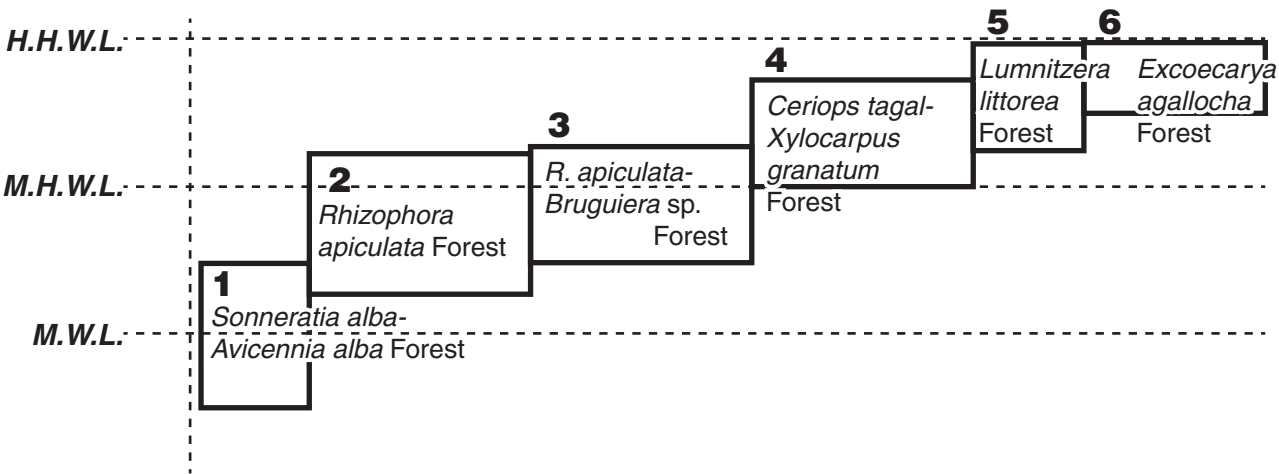 H.H.W.L.
M.H.W.L.
M.W.L.
1
Sonneratia alba-
Avicennia alba Forest
2
Rhizophora
apiculata Forest
3
R. apiculata-
Bruguiera sp.
Forest
4
Ceriops tagal-
Xylocarpus
granatum
Forest
5
Lumnitzera
littorea
Forest
6
Excoecarya
agallocha
Forest